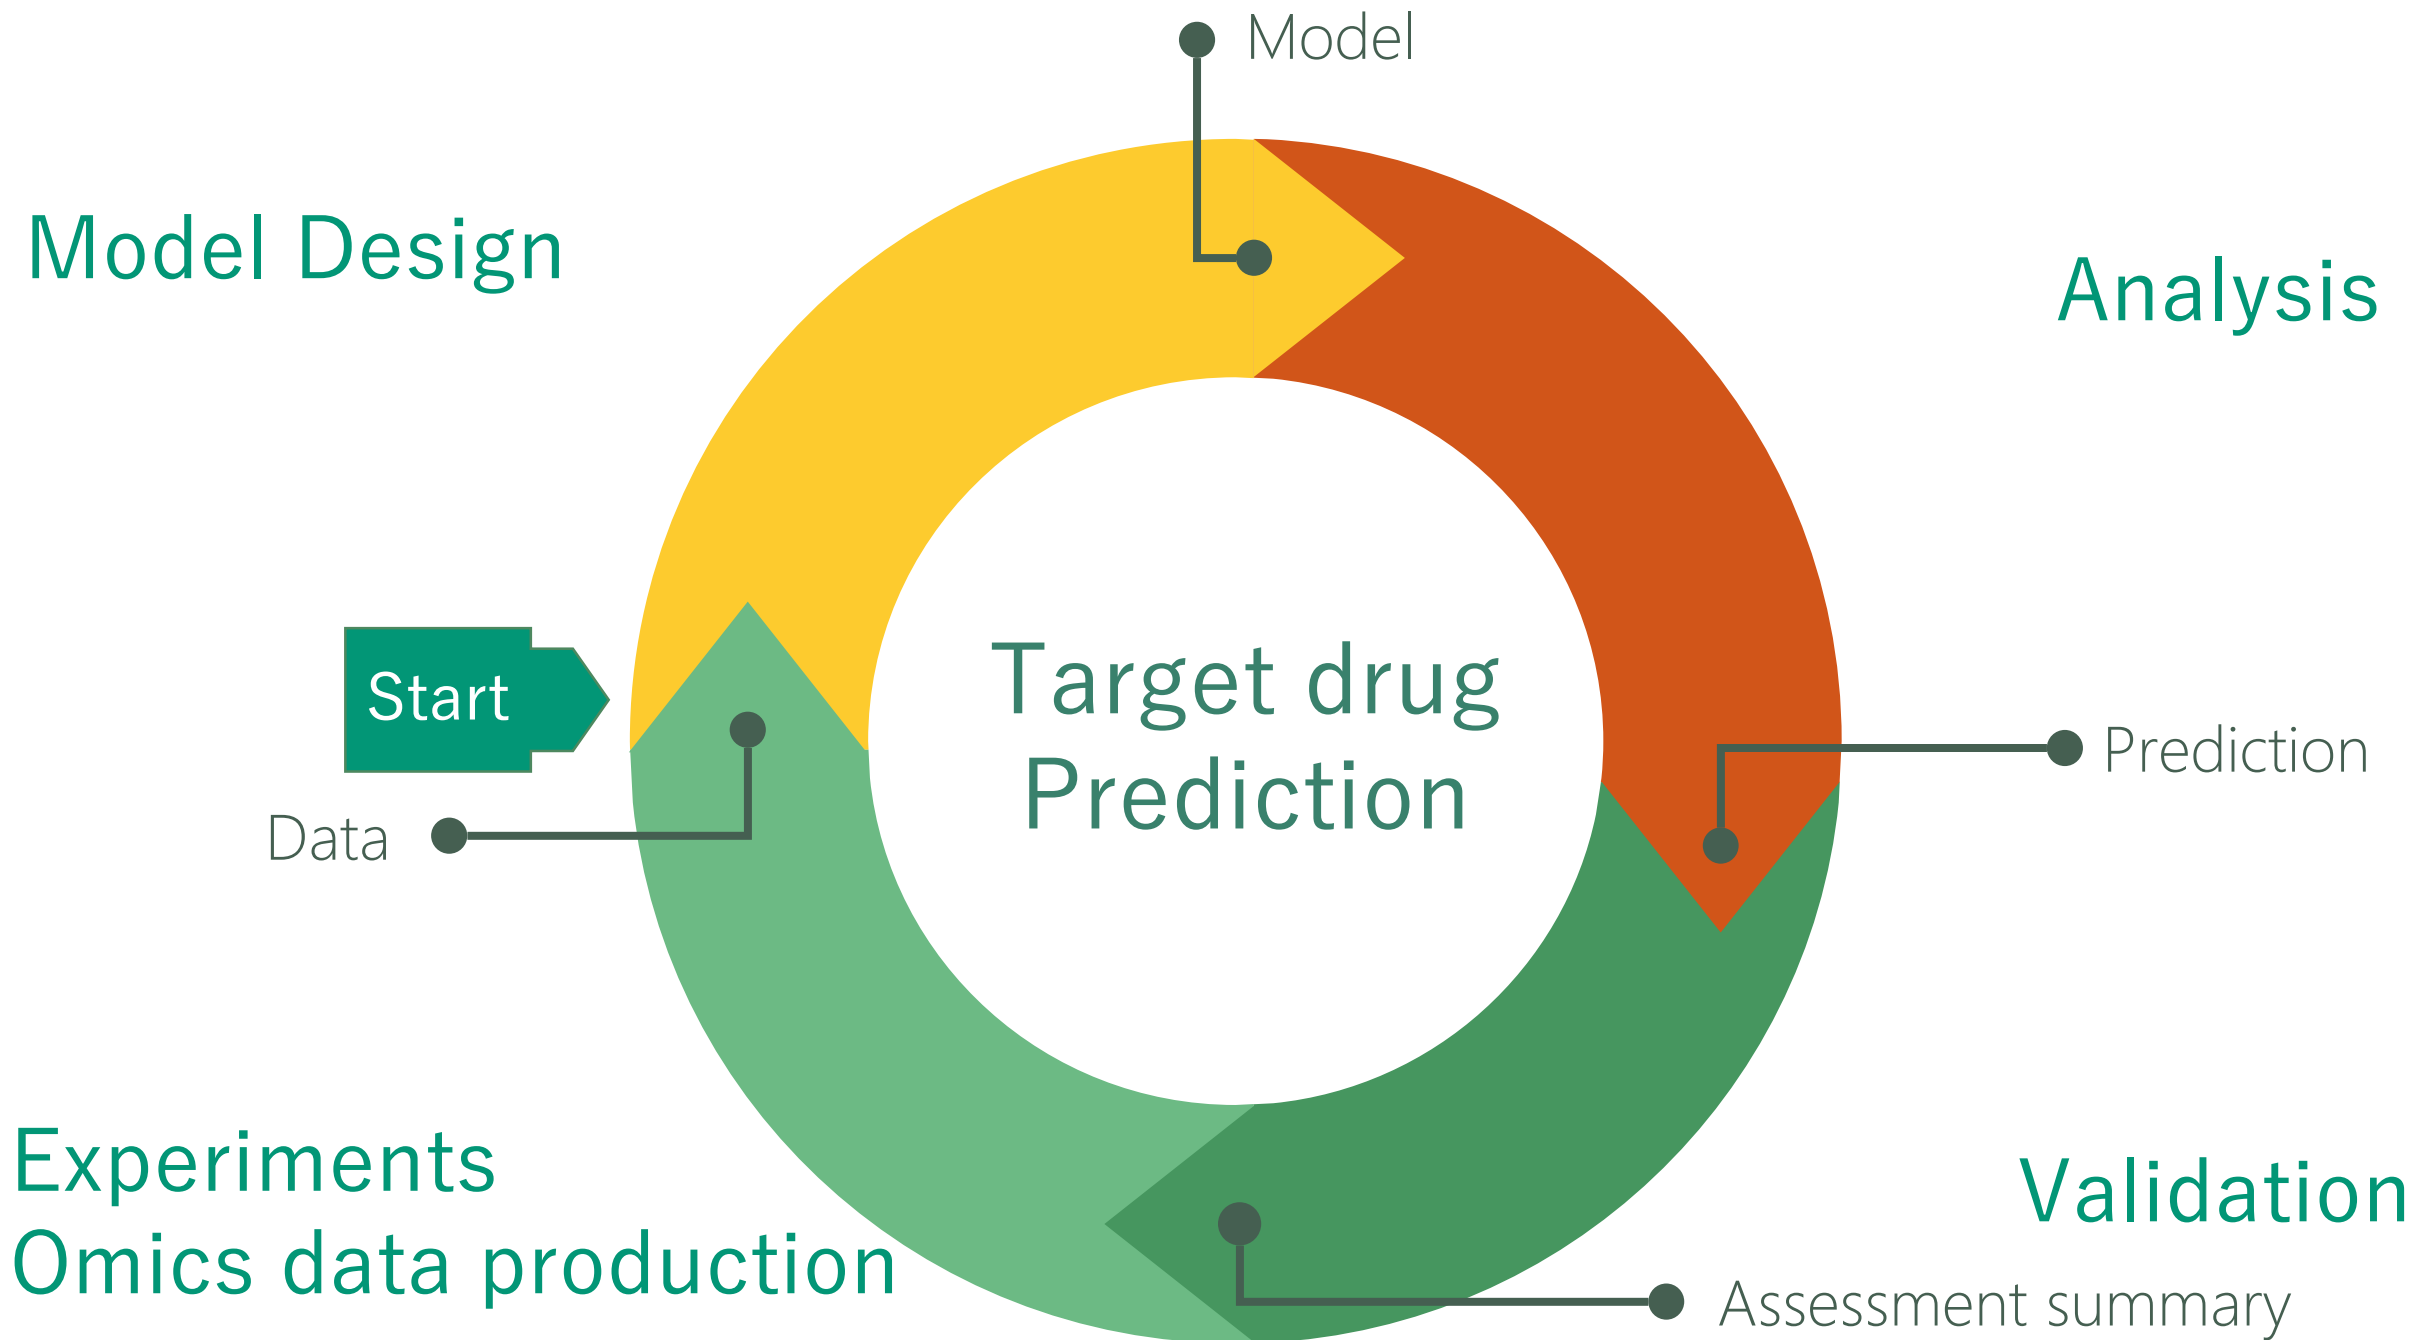 Model
Model Design
Analysis
Start
Target drug
Prediction
Prediction
Data
Experiments
Omics data production
Validation
Assessment summary